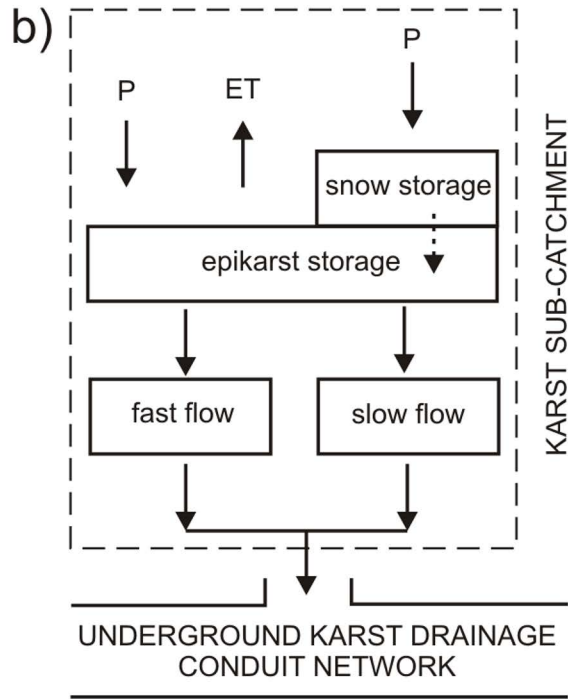 b)
P
P
ET
snow storage
epikarst storage
fast flow
slow flow
KARST SUB-CATCHMENT
UNDERGROUND KARST DRAINAGE
CONDUIT NETWORK